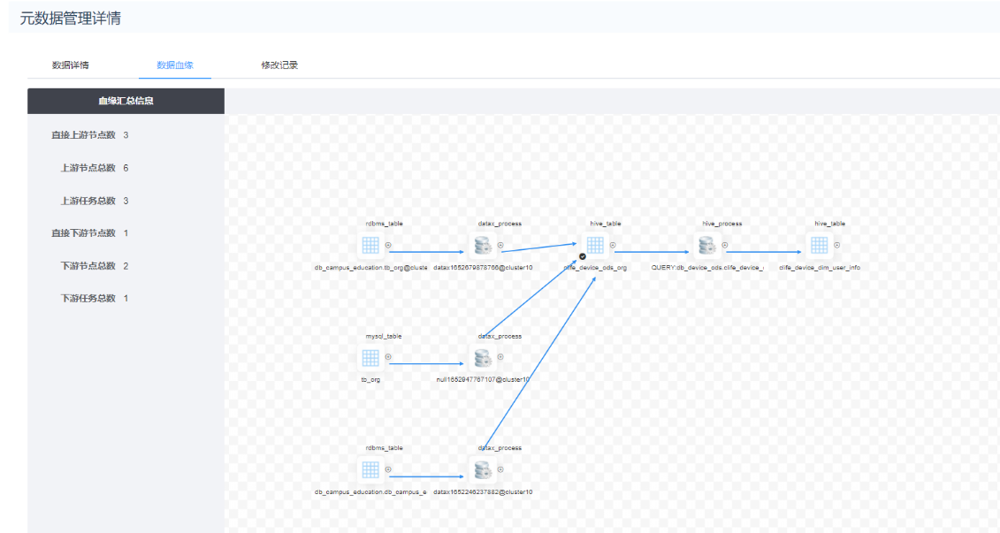 元数据管理详情
数据详情 数据血缘 修改记录
血缘汇总信息
直接上游节点数 3
上游节点总数 6
上游任务总数 3
直接下游节点数 1
下游节点总数 2
下游任务总数 1
rdbms_table datax_process hive_table hive_process hive_table
db_campus_education.tb_org@cluste datax1652679878766@cluster10 clife_device_ods_org QUERY:db_device_ods.clife_device_ clife_device_dim_user_info
mysql_table datax_process
tb_org null1652947767107@cluster10
rdbms_table datax_process
db_campus_education.db_campus_e datax1652246237882@cluster10